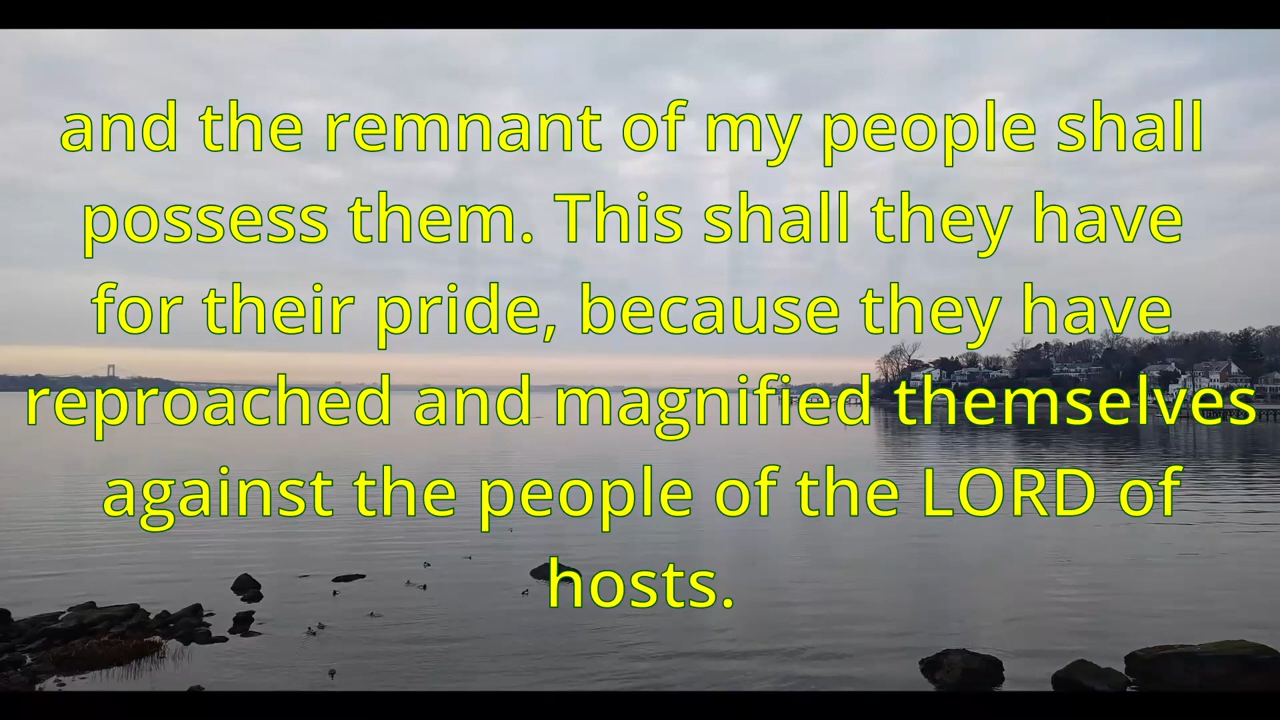 and the remnant of my people shall
possess them. This shall they have
for their pride, because they have
reproached and magnified themselves
against the people of the LORD of
hosts.